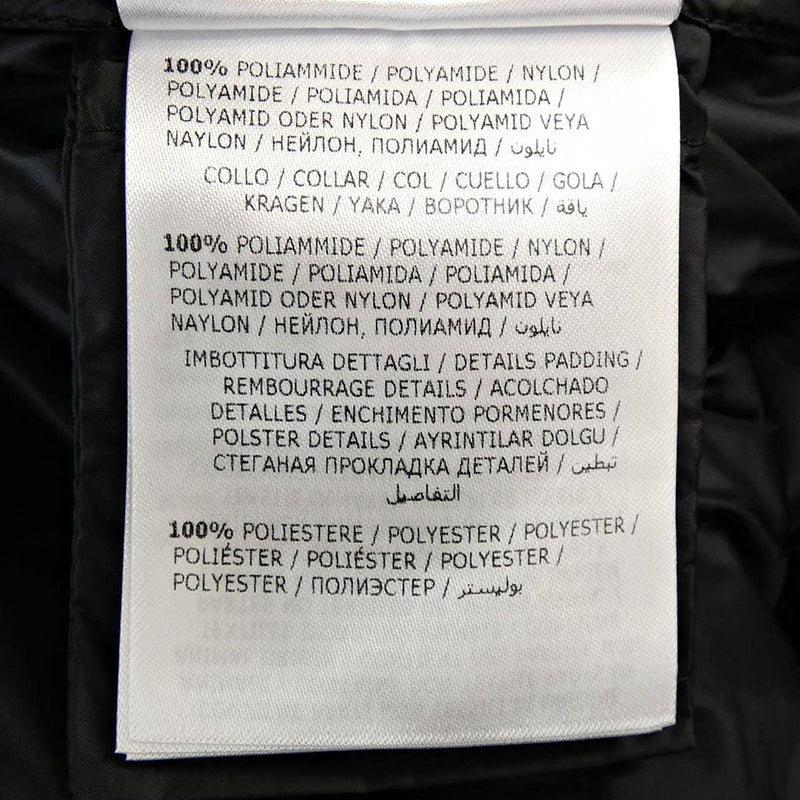 100% POLIAMMIDE / POLYAMIDE / NYLON /
POLYAMIDE / POLIAMIDA / POLIAMIDA /
POLYAMID ODER NYLON / POLYAMID VEYA
NAYLON / НЕЙЛОН, ПОЛИАМИД / نايلون
COLLO / COLLAR / COL / CUELLO / GOLA /
KRAGEN / YAKA / ВОРОТНИК / ياقة
100% POLIAMMIDE / POLYAMIDE / NYLON /
POLYAMIDE / POLIAMIDA / POLIAMIDA /
POLYAMID ODER NYLON / POLYAMID VEYA
NAYLON / НЕЙЛОН, ПОЛИАМИД / نايلون
IMBOTTITURA DETTAGLI / DETAILS PADDING /
REMBOURRAGE DETAILS / ACOLCHADO
DETALLES / ENCHIMENTO PORMENORES /
POLSTER DETAILS / AYRINTILAR DOLGU /
СТЕГАНАЯ ПРОКЛАДКА ДЕТАЛЕЙ / تبطين
التفاصيل
100% POLIESTERE / POLYESTER / POLYESTER /
POLIÉSTER / POLIÉSTER / POLYESTER /
POLYESTER / ПОЛИЭСТЕР / بوليستر